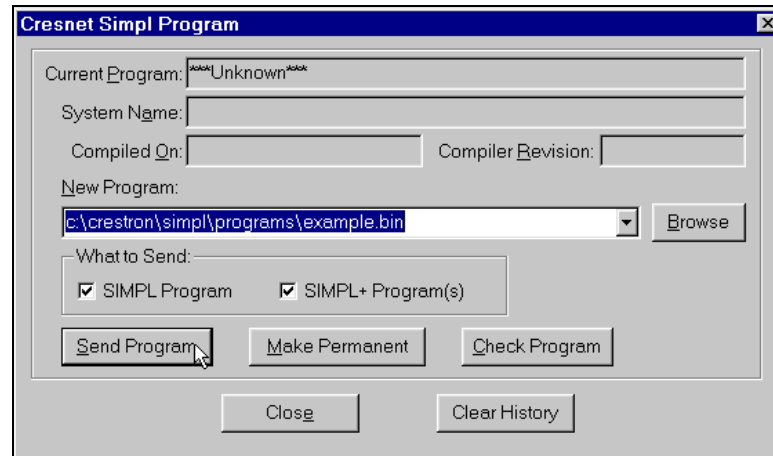 Cresnet Simpl Program
Current Program: ***Unknown***
System Name:
Compiled On: Compiler Revision:
New Program:
c:\crestron\simpl\programs\example.bin Browse
What to Send:
SIMPL Program SIMPL+ Program(s)
Send Program Make Permanent Check Program
Close Clear History